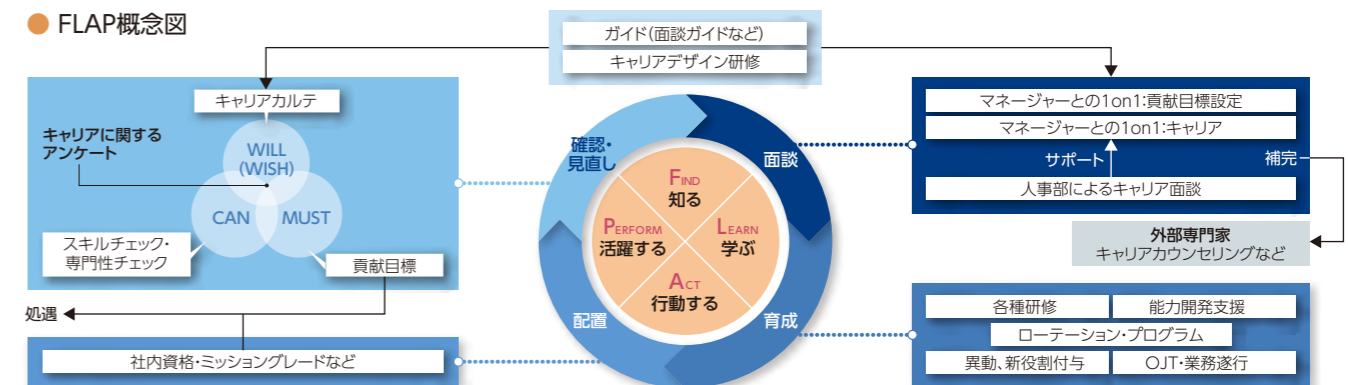 ● FLAP概念図
ガイド(面談ガイドなど)
キャリアデザイン研修
キャリアカルテ
キャリアに関する
アンケート
WILL
(WISH)
CAN
MUST
スキルチェック・
専門性チェック
貢献目標
処遇
社内資格・ミッショングレードなど
確認・
見直し
面談
育成
配置
FIND
知る
LEARN
学ぶ
ACT
行動する
PERFORM
活躍する
マネージャーとの1on1:貢献目標設定
マネージャーとの1on1:キャリア
サポート
補完
人事部によるキャリア面談
外部専門家
キャリアカウンセリングなど
各種研修
能力開発支援
ローテーション・プログラム
異動、新役割付与
OJT・業務遂行